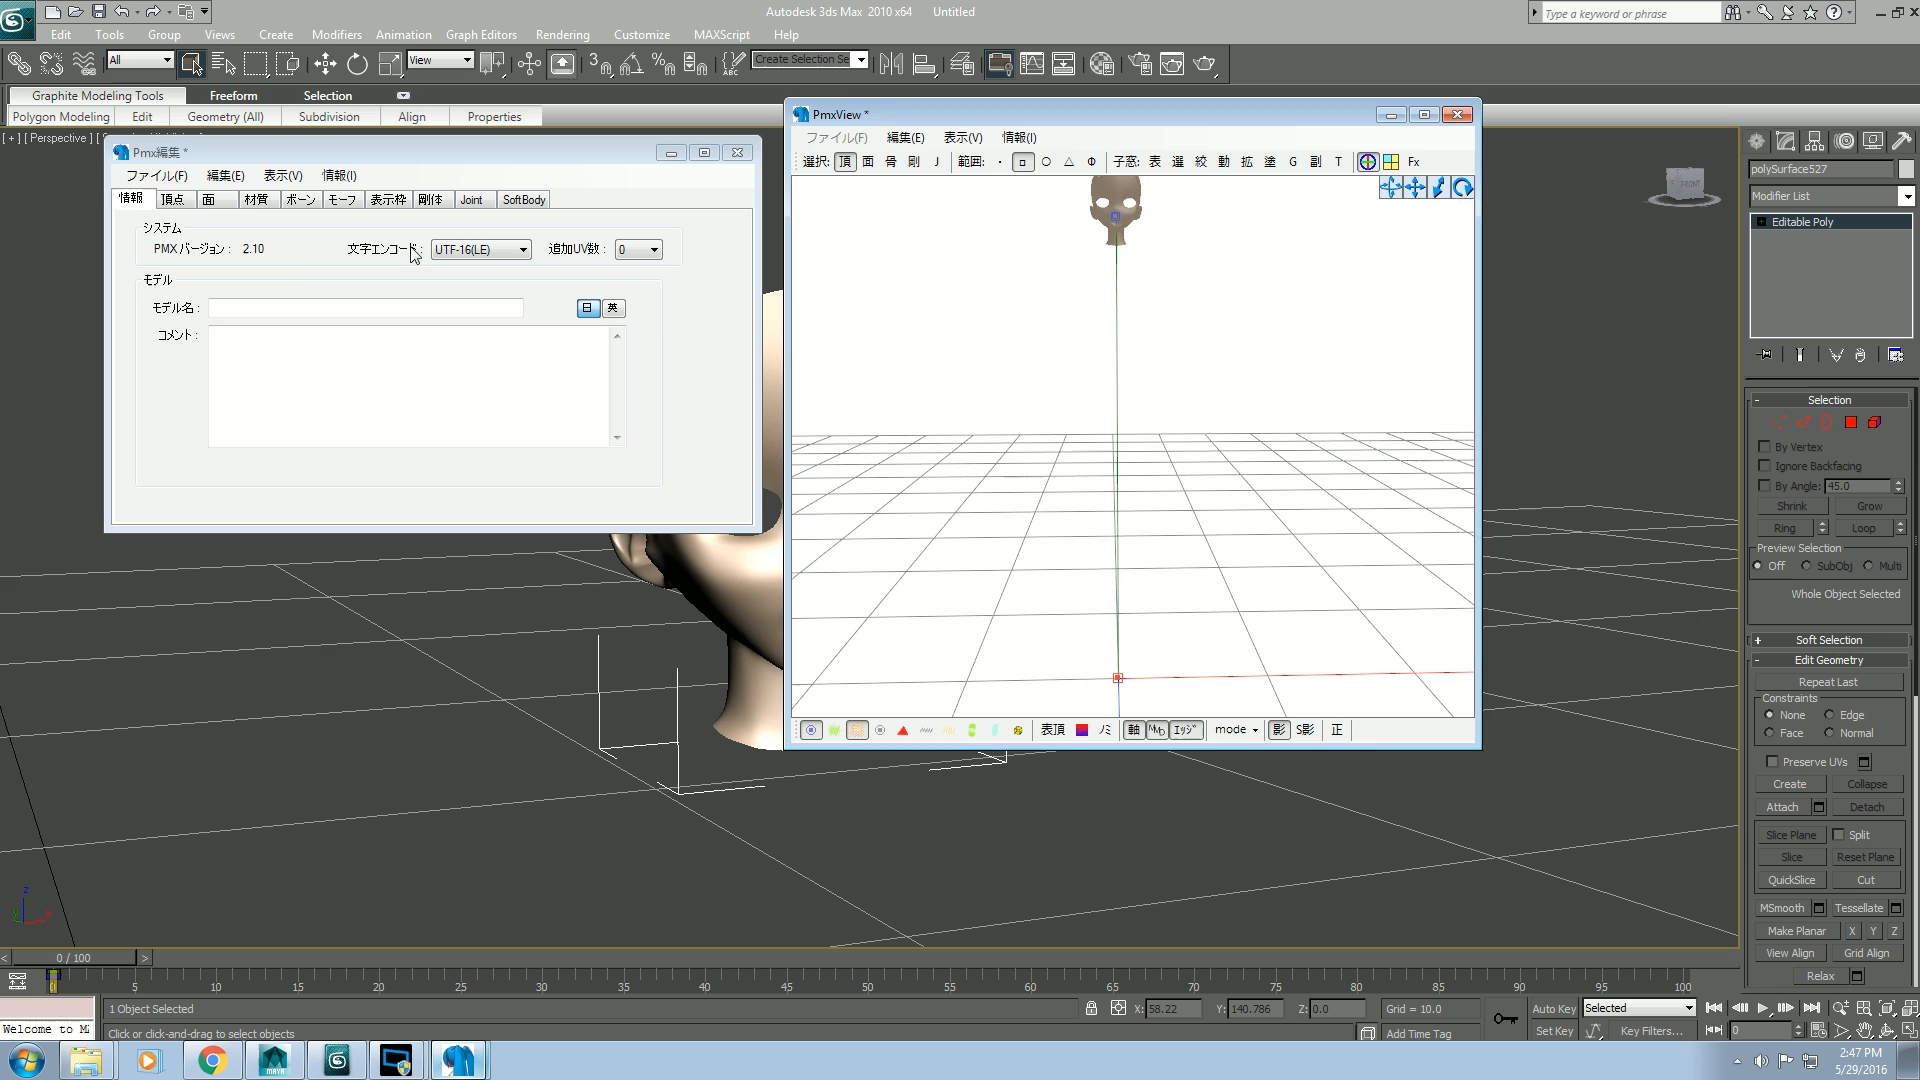 Autodesk 3ds Max 2010 x64 Untitled
Type a keyword or phrase
Edit Tools Group Views Create Modifiers Animation Graph Editors Rendering Customize MAXScript Help
All
View
3
Create Selection Se
Graphite Modeling Tools Freeform Selection
Polygon Modeling Edit Geometry (All) Subdivision Align Properties
[ + ] [ Perspective ] [
Pmx編集 *
ファイル(F) 編集(E) 表示(V) 情報(I)
情報 頂点 面 材質 ボーン モーフ 表示枠 剛体 Joint SoftBody
システム
PMXバージョン : 2.10 文字エンコード : UTF-16(LE) 追加UV数 : 0
モデル
モデル名 : 日 英
コメント :
PmxView *
ファイル(F) 編集(E) 表示(V) 情報(I)
選択: 頂 面 骨 剛 J 範囲: 子窓: 表 選 絞 動 拡 塗 G 副 T Fx
表頂 ノミ 軸 エッジ mode 影 S影 正
FRONT
polySurface527
Modifier List
Editable Poly
Selection
By Vertex
Ignore Backfacing
By Angle: 45.0
Shrink Grow
Ring Loop
Preview Selection
Off SubObj Multi
Whole Object Selected
+ Soft Selection
- Edit Geometry
Repeat Last
Constraints
None Edge
Face Normal
Preserve UVs
Create Collapse
Attach Detach
Slice Plane Split
Slice Reset Plane
QuickSlice Cut
MSmooth Tessellate
Make Planar X Y Z
View Align Grid Align
Relax
z
< 0 / 100 >
5 10 15 20 25 30 35 40 45 50 55 60 65 70 75 80 85 90 95 100
1 Object Selected X: 58.22 Y: 140.786 Z: 0.0 Grid = 10.0 Auto Key Selected
Welcome to Click or click-and-drag to select objects Add Time Tag Set Key Key Filters... 0
MAYA
2:47 PM
5/29/2016